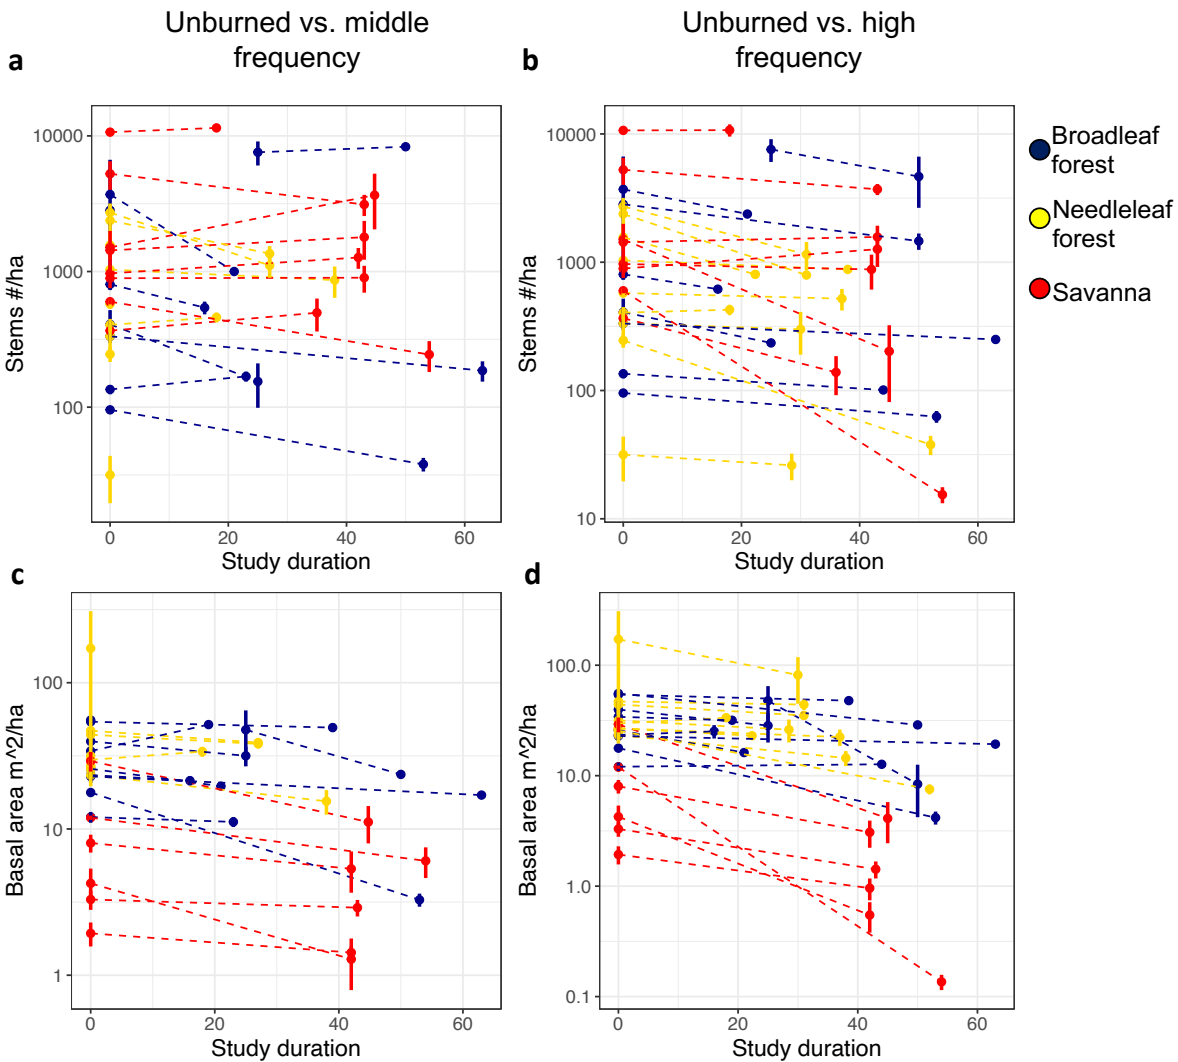 Unburned vs. middle
frequency
Unburned vs. high
frequency
a
b
10000
1000
100
Stems #/ha
0
20
40
60
Study duration
10000
1000
100
10
Stems #/ha
0
20
40
60
Study duration
Broadleaf
forest
Needleleaf
forest
Savanna
c
d
100
10
1
Basal area m^2/ha
0
20
40
60
Study duration
100.0
10.0
1.0
0.1
Basal area m^2/ha
0
20
40
60
Study duration